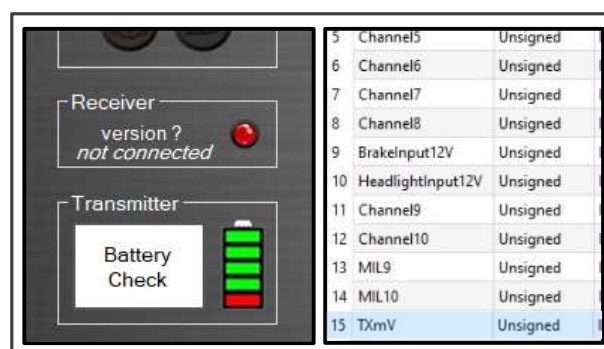 Receiver
version ?
not connected
Transmitter
Battery
Check
5 Channel5 Unsigned
6 Channel6 Unsigned
7 Channel7 Unsigned
8 Channel8 Unsigned
9 BrakeInput12V Unsigned
10 HeadlightInput12V Unsigned
11 Channel9 Unsigned
12 Channel10 Unsigned
13 MIL9 Unsigned
14 MIL10 Unsigned
15 TXmV Unsigned